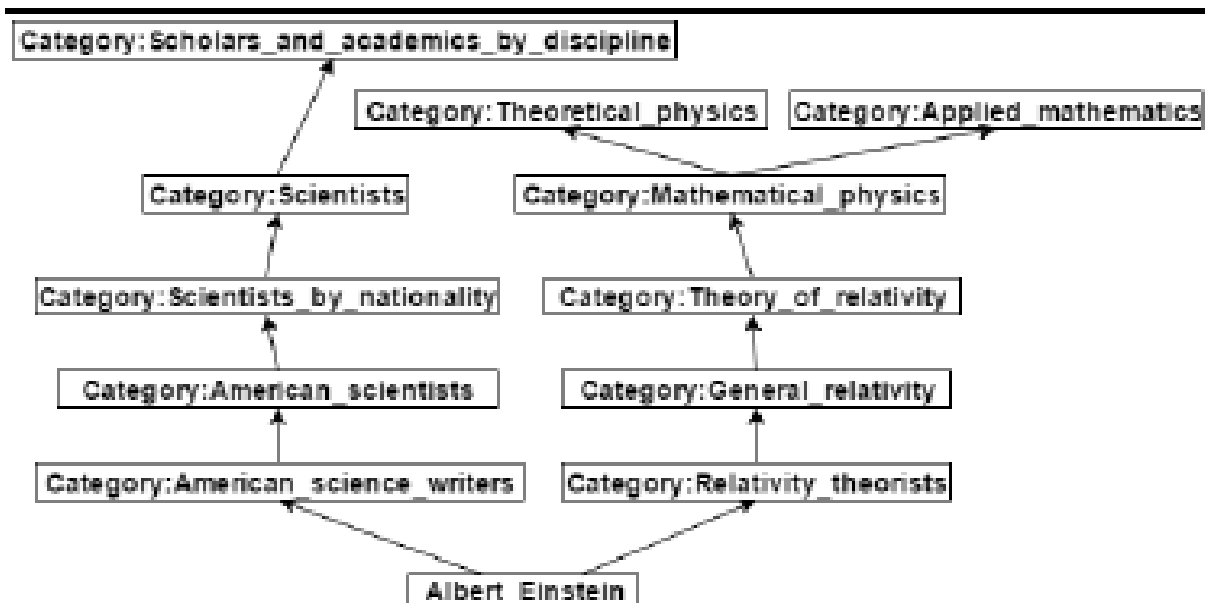 Category:Scholars_and_academics_by_discipline
Category:Theoretical_physics
Category:Applied_mathematics
Category:Scientists
Category:Mathematical_physics
Category:Scientists_by_nationality
Category:Theory_of_relativity
Category:American_scientists
Category:General_relativity
Category:American_science_writers
Category:Relativity_theorists
Albert_Einstein